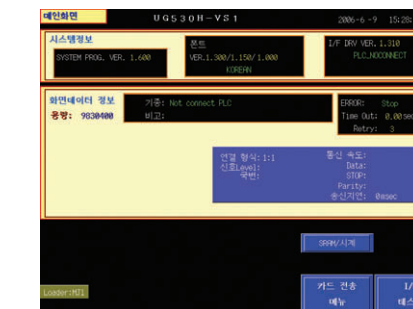 메인화면 UG530H-VS1 2006-6-9 15:28:
시스템정보
SYSTEM PROG. VER. 1.600
폰트
VER.1.300/1.150/1.000
KOREAN
I/F DRV VER. 1.310
PLC_NOCONNECT
화면데이터 정보
용량: 9830400
기종: Not connect PLC
비고:
ERROR: Stop
Time Out: 0.00sec
Retry: 3
연결 형식: 1:1
신호Level:
국번:
통신 속도:
Data:
STOP:
Parity:
송신지연: 0msec
SRAM/시계
Loader:MJ1
카드 전송
메뉴
I/
테스